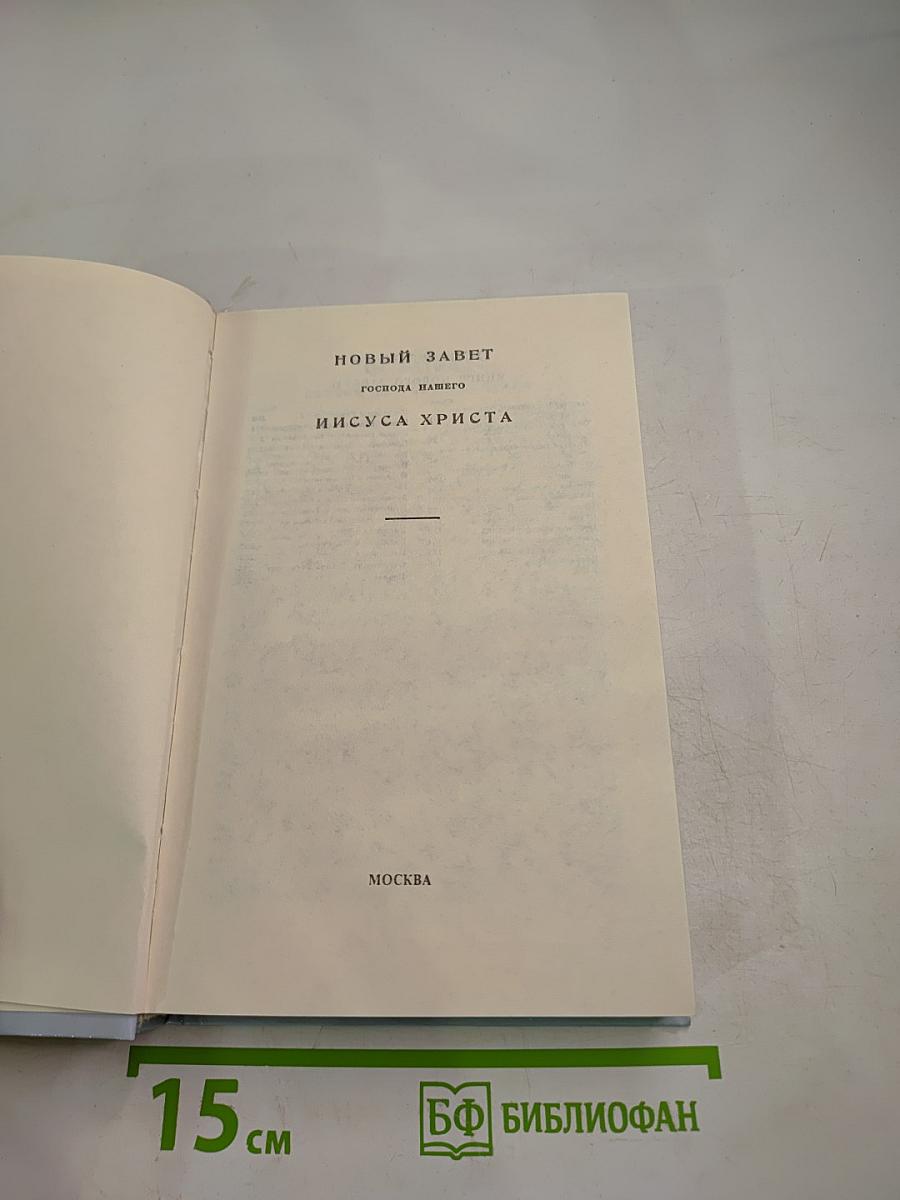 НОВЫЙ ЗАВЕТ
ГОСПОДА НАШЕГО
ИИСУСА ХРИСТА
МОСКВА
15 см
БФ БИБЛИОФАН